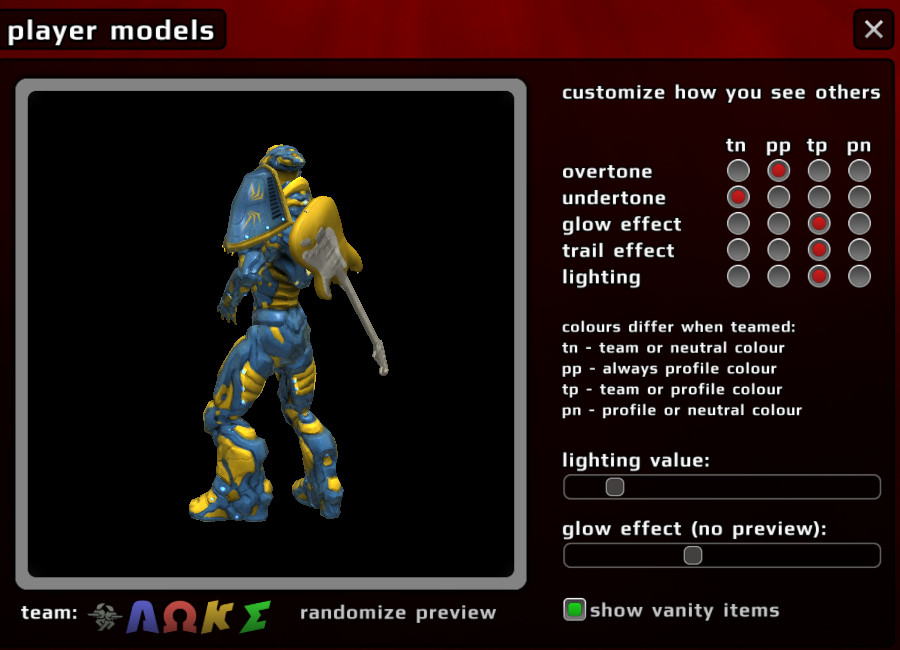 player models
customize how you see others
tn pp tp pn
overtone
undertone
glow effect
trail effect
lighting
colours differ when teamed:
tn - team or neutral colour
pp - always profile colour
tp - team or profile colour
pn - profile or neutral colour
lighting value:
glow effect (no preview):
show vanity items
team: Λ Ω K Σ
randomize preview